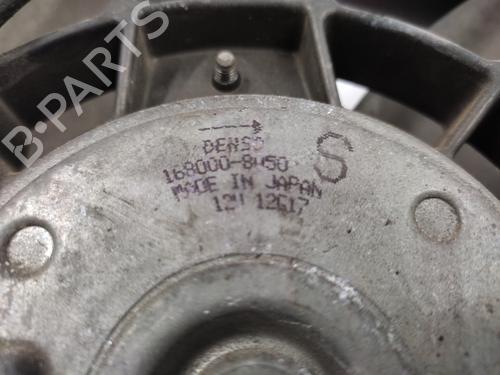 DENSO
168000-8450
MADE IN JAPAN
12V 12G17
S
B-PARTS